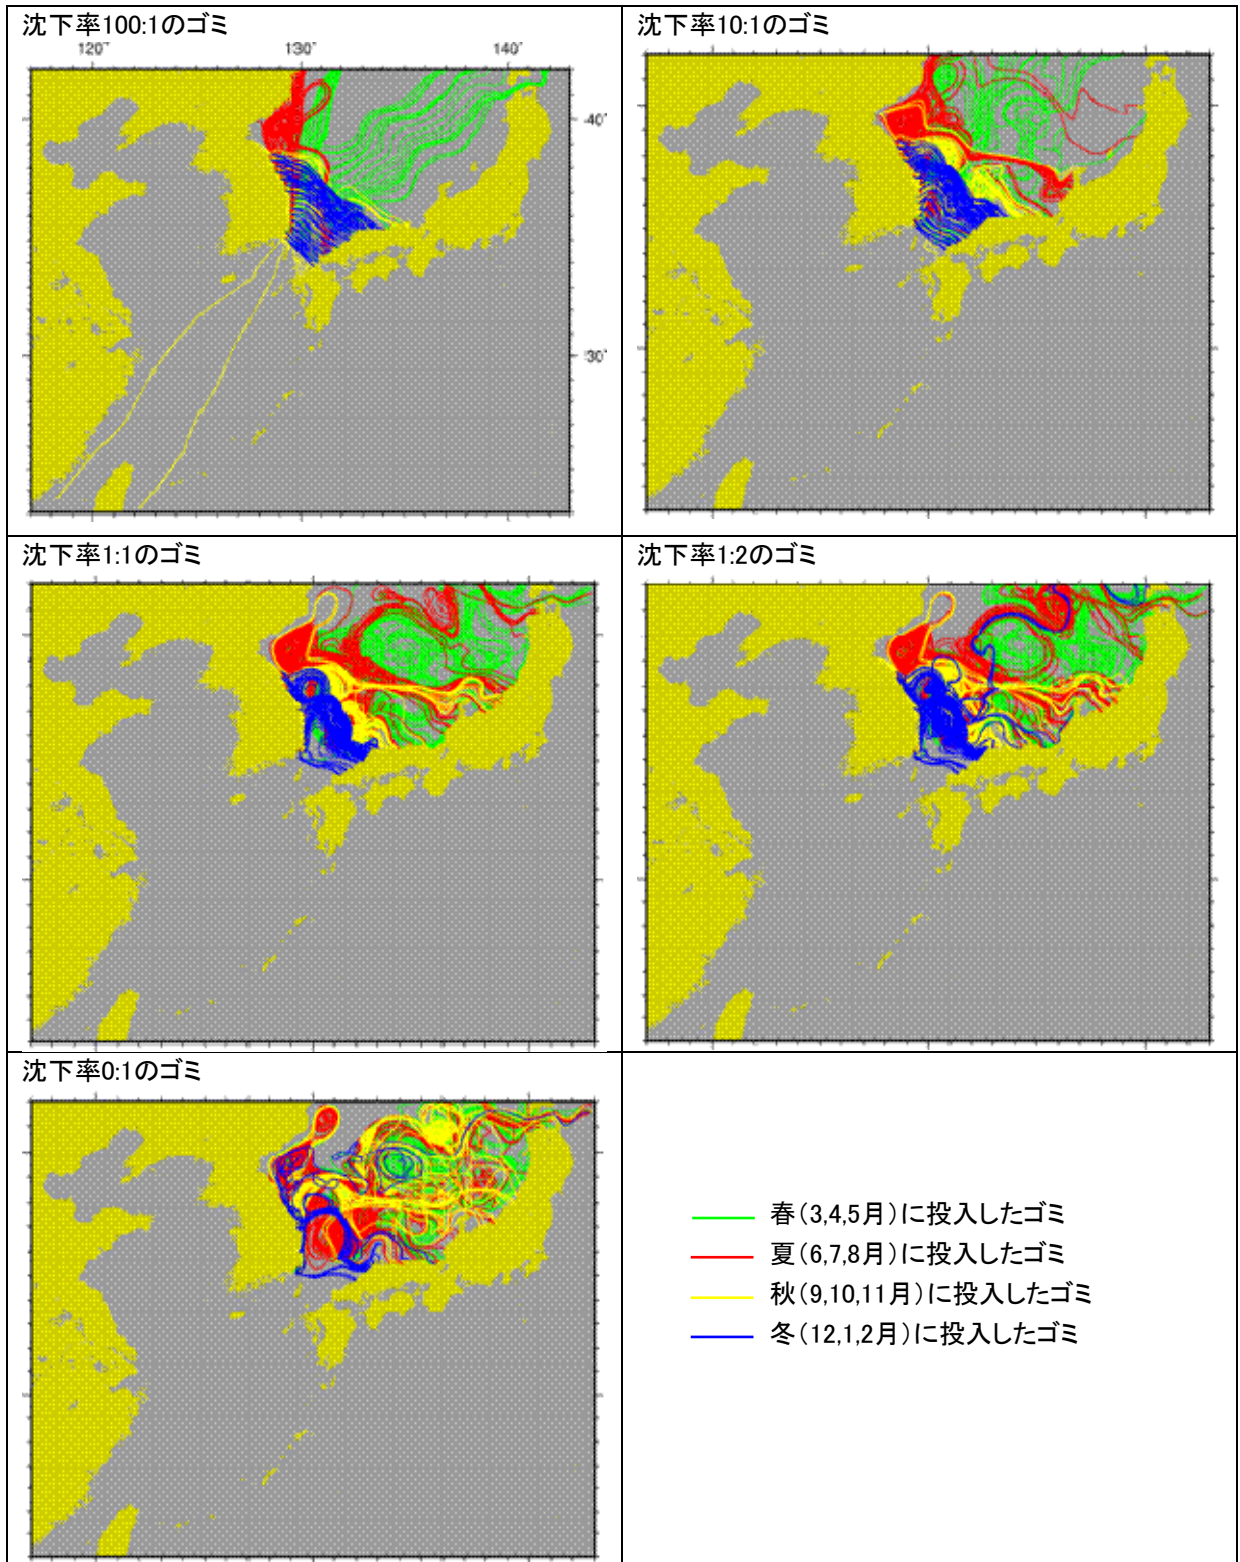 沈下率100:1のゴミ
120°
130°
140°
40°
30°
沈下率10:1のゴミ
沈下率1:1のゴミ
沈下率1:2のゴミ
沈下率0:1のゴミ
春(3,4,5月)に投入したゴミ
夏(6,7,8月)に投入したゴミ
秋(9,10,11月)に投入したゴミ
冬(12,1,2月)に投入したゴミ